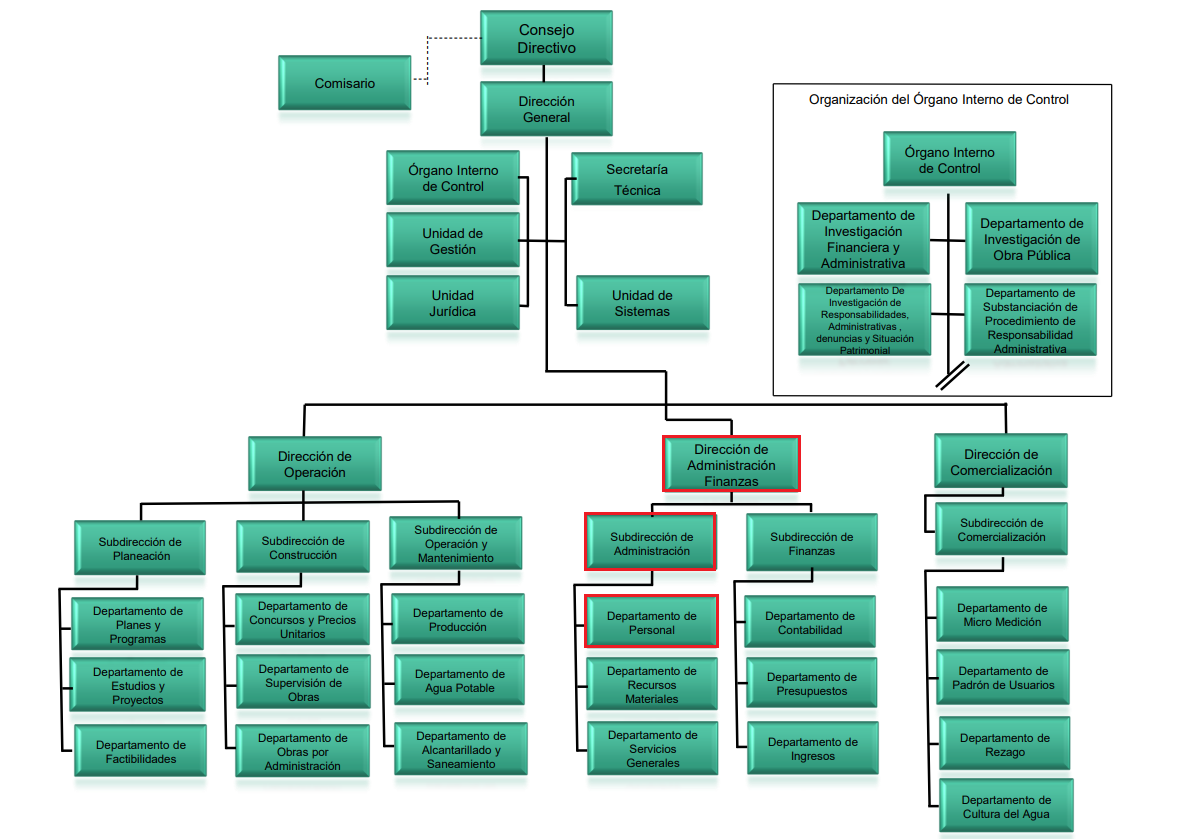 Consejo
Directivo
Comisario
Dirección
General
Órgano Interno
de Control
Secretaría
Técnica
Unidad de
Gestión
Unidad
Jurídica
Unidad de
Sistemas
Organización del Órgano Interno de Control
Órgano Interno
de Control
Departamento de
Investigación
Financiera y
Administrativa
Departamento de
Investigación de
Obra Pública
Departamento De
Investigación de
Responsabilidades,
Administrativas ,
denuncias y Situación
Patrimonial
Departamento de
Substanciación de
Procedimiento de
Responsabilidad
Administrativa
Dirección de
Operación
Dirección de
Administración
Finanzas
Dirección de
Comercialización
Subdirección de
Planeación
Subdirección de
Construcción
Subdirección de
Operación y
Mantenimiento
Subdirección de
Administración
Subdirección de
Finanzas
Subdirección de
Comercialización
Departamento de
Planes y
Programas
Departamento de
Concursos y Precios
Unitarios
Departamento de
Producción
Departamento de
Personal
Departamento de
Contabilidad
Departamento de
Micro Medición
Departamento de
Estudios y
Proyectos
Departamento de
Supervisión de
Obras
Departamento de
Agua Potable
Departamento de
Recursos
Materiales
Departamento de
Presupuestos
Departamento de
Padrón de Usuarios
Departamento de
Factibilidades
Departamento de
Obras por
Administración
Departamento de
Alcantarillado y
Saneamiento
Departamento de
Servicios
Generales
Departamento de
Ingresos
Departamento de
Rezago
Departamento de
Cultura del Agua